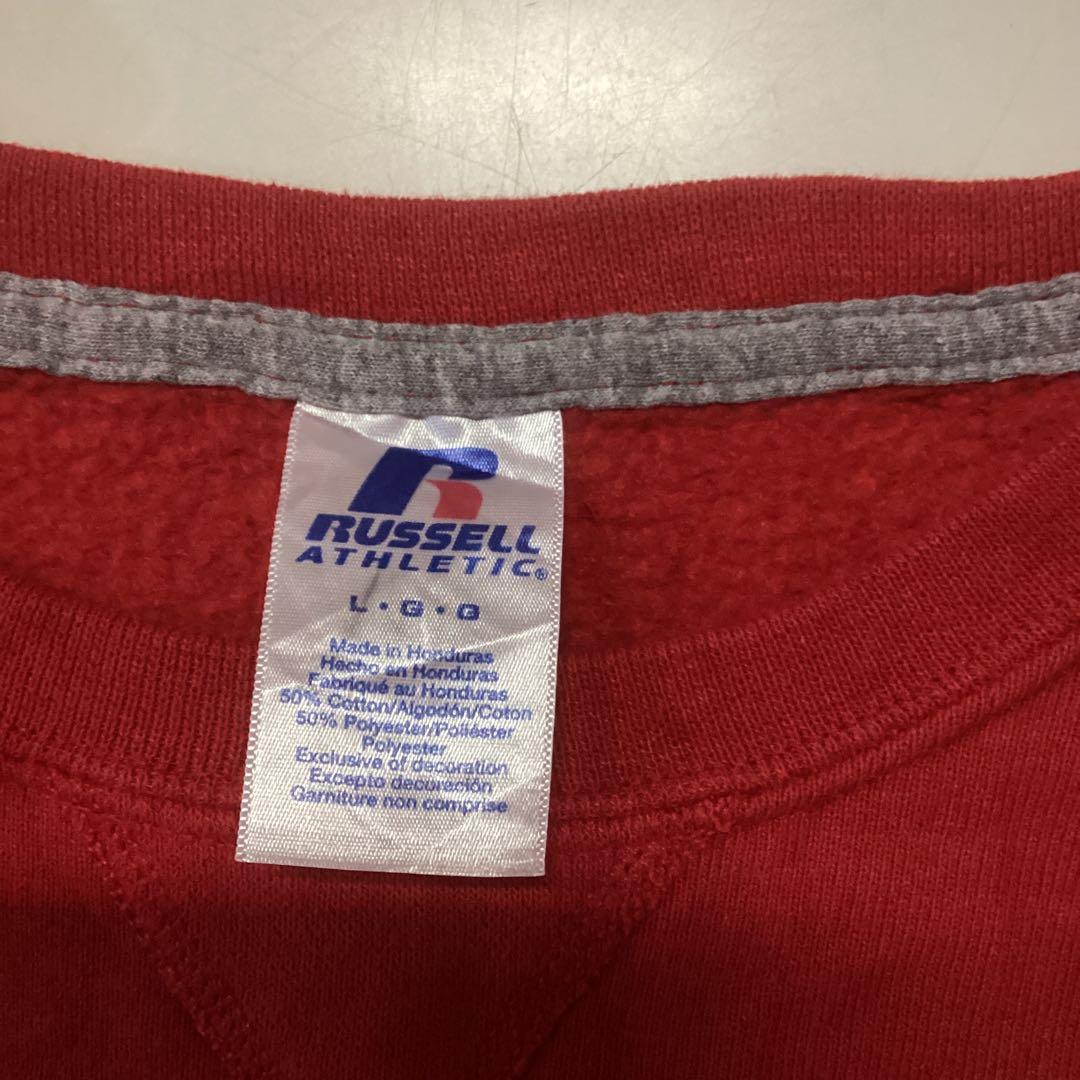 RUSSELL
ATHLETIC®
L • G • G
Made in Honduras
Hecho en Honduras
Fabriqué au Honduras
50% Cotton/Algodón/Coton
50% Polyester/Poliéster
Polyester
Exclusive of decoration
Excepto decoración
Garniture non comprise